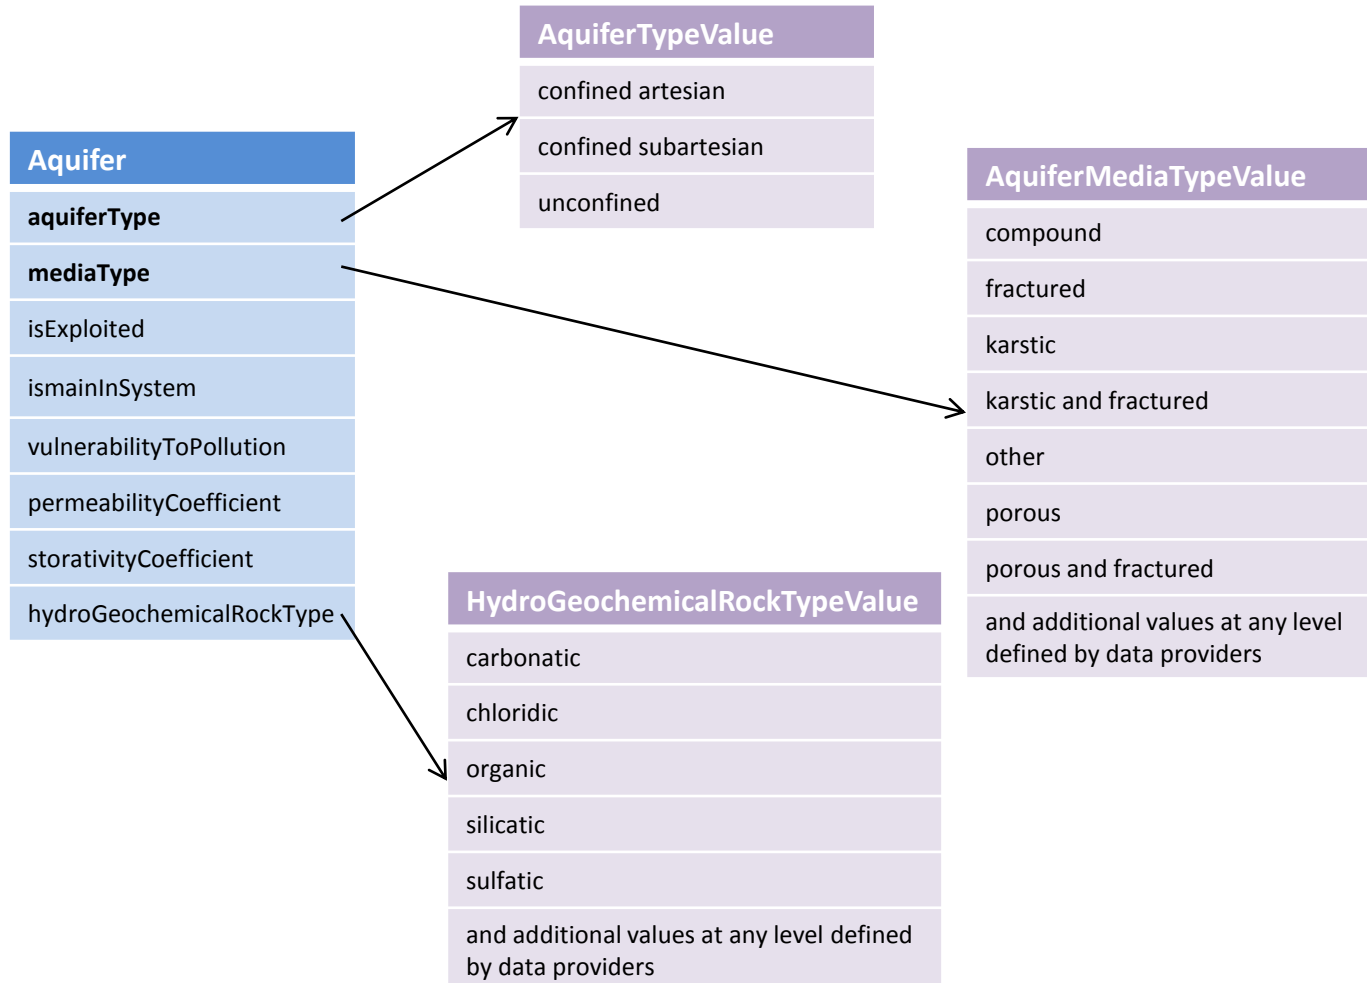 AquiferTypeValue
confined artesian
confined subartesian
unconfined
Aquifer
aquiferType
mediaType
isExploited
ismainInSystem
vulnerabilityToPollution
permeabilityCoefficient
storativityCoefficient
hydroGeochemicalRockType
AquiferMediaTypeValue
compound
fractured
karstic
karstic and fractured
other
porous
porous and fractured
and additional values at any level
defined by data providers
HydroGeochemicalRockTypeValue
carbonatic
chloridic
organic
silicatic
sulfatic
and additional values at any level defined
by data providers